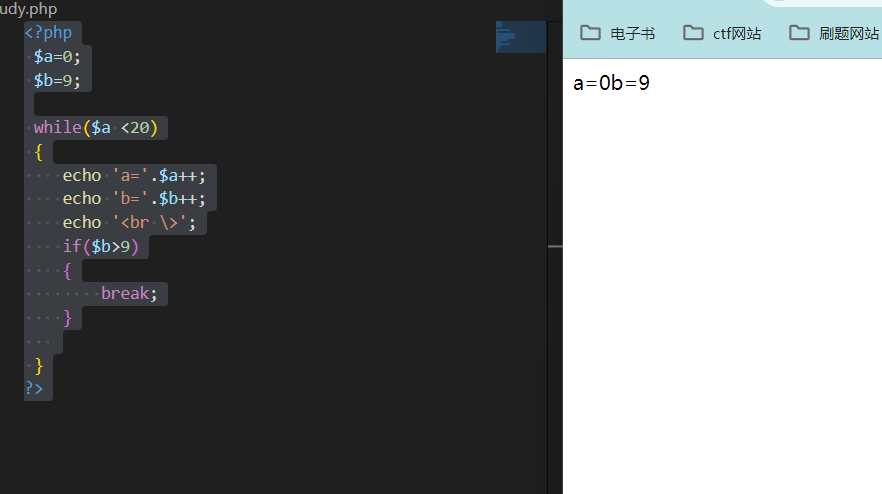 udy.php
<?php
$a=0;
$b=9;
while($a <20)
{
echo 'a='.$a++;
echo 'b='.$b++;
echo '<br \>';
if($b>9)
{
break;
}
}
?>
电子书 ctf网站 刷题网站
a=0b=9